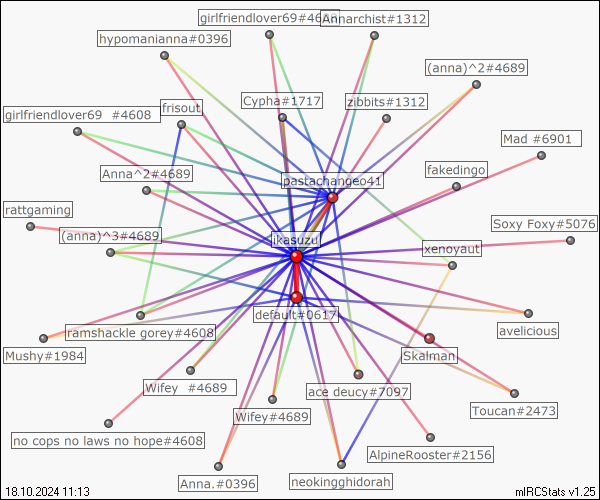 girlfriendlover69#4608
Annarchist#1312
hypomanianna#0396
(anna)^2#4689
Cypha#1717
zibbits#1312
girlfriendlover69 #4608
frisout
Mad #6901
Anna^2#4689
pastachangeo41
fakedingo
rattgaming
(anna)^3#4689
ikasuzu
xenoyaut
Soxy Foxy#5076
default#0617
ramshackle gorey#4608
avelicious
Mushy#1984
Skalman
Wifey #4689
ace deucy#7097
Wifey#4689
Toucan#2473
no cops no laws no hope#4608
AlpineRooster#2156
Anna.#0396
neokingghidorah
18.10.2024 11:13
mIRCStats v1.25